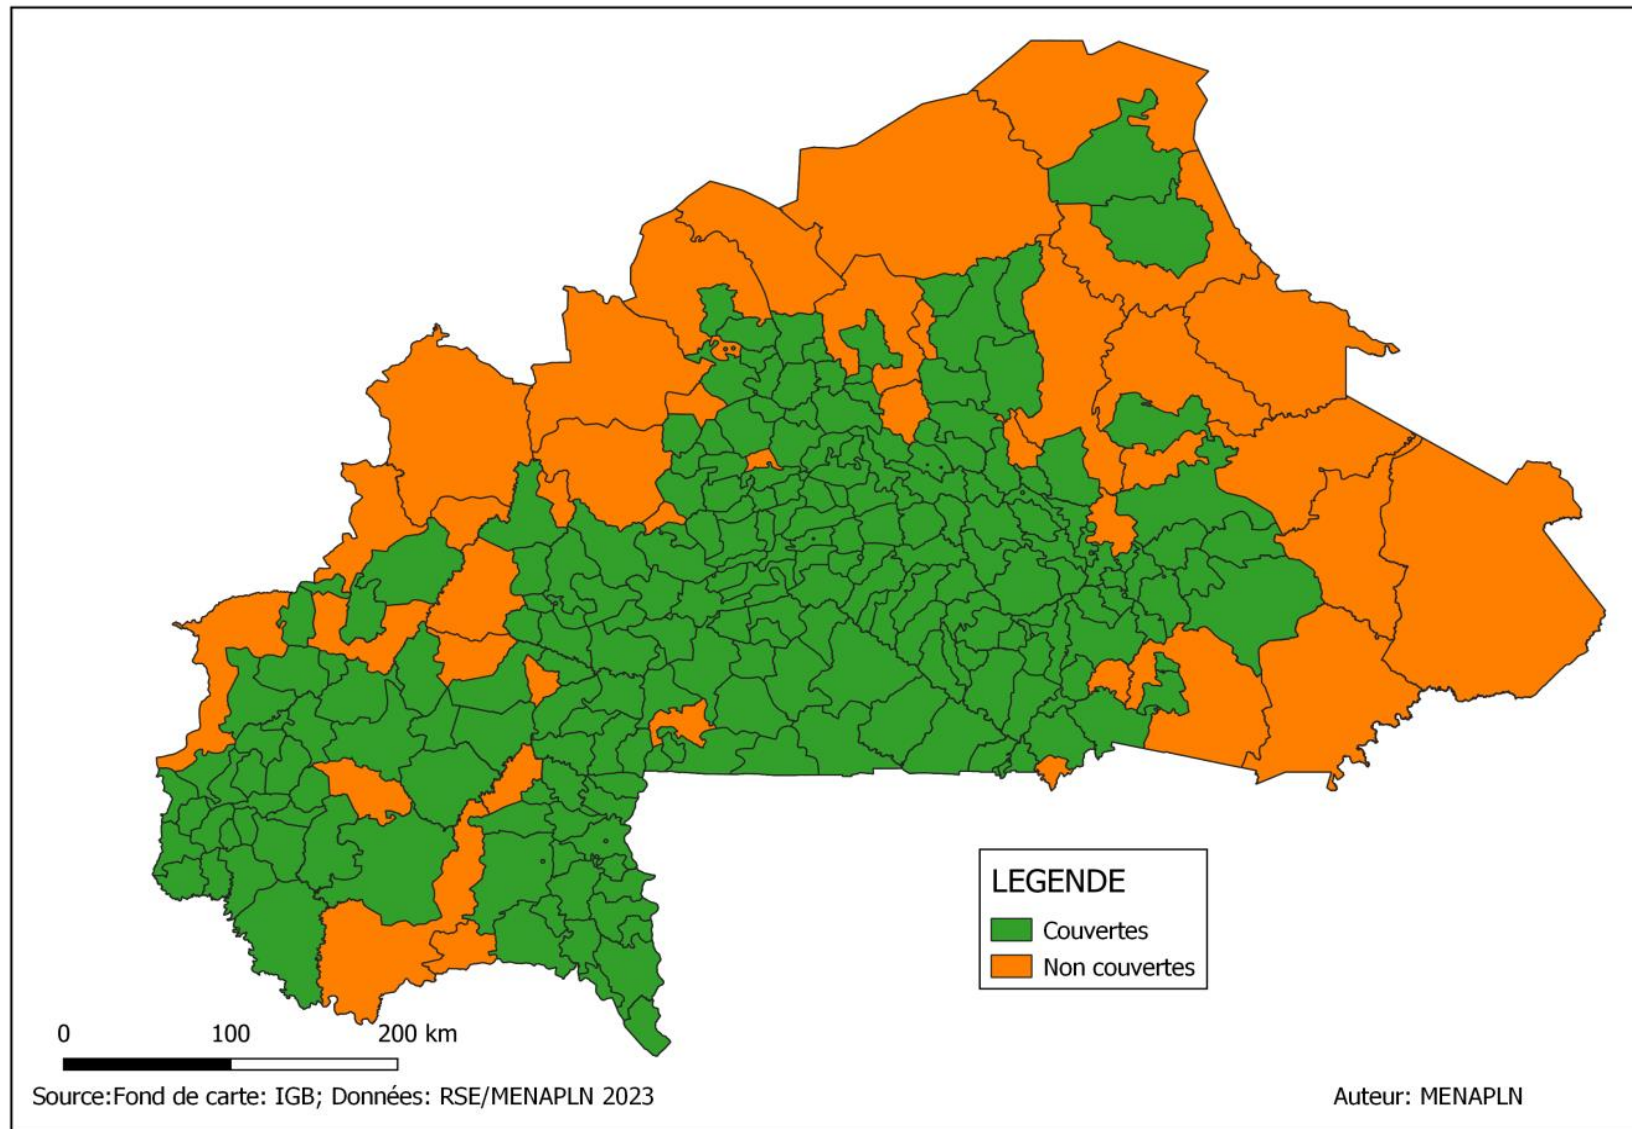 LEGENDE
Couvertes
Non couvertes
0 100 200 km
Source:Fond de carte: IGB; Données: RSE/MENAPLN 2023
Auteur: MENAPLN